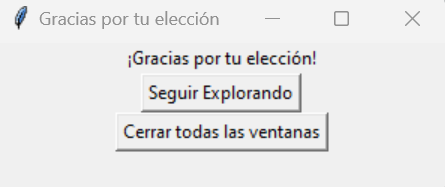 Gracias por tu elección
¡Gracias por tu elección!
Seguir Explorando
Cerrar todas las ventanas